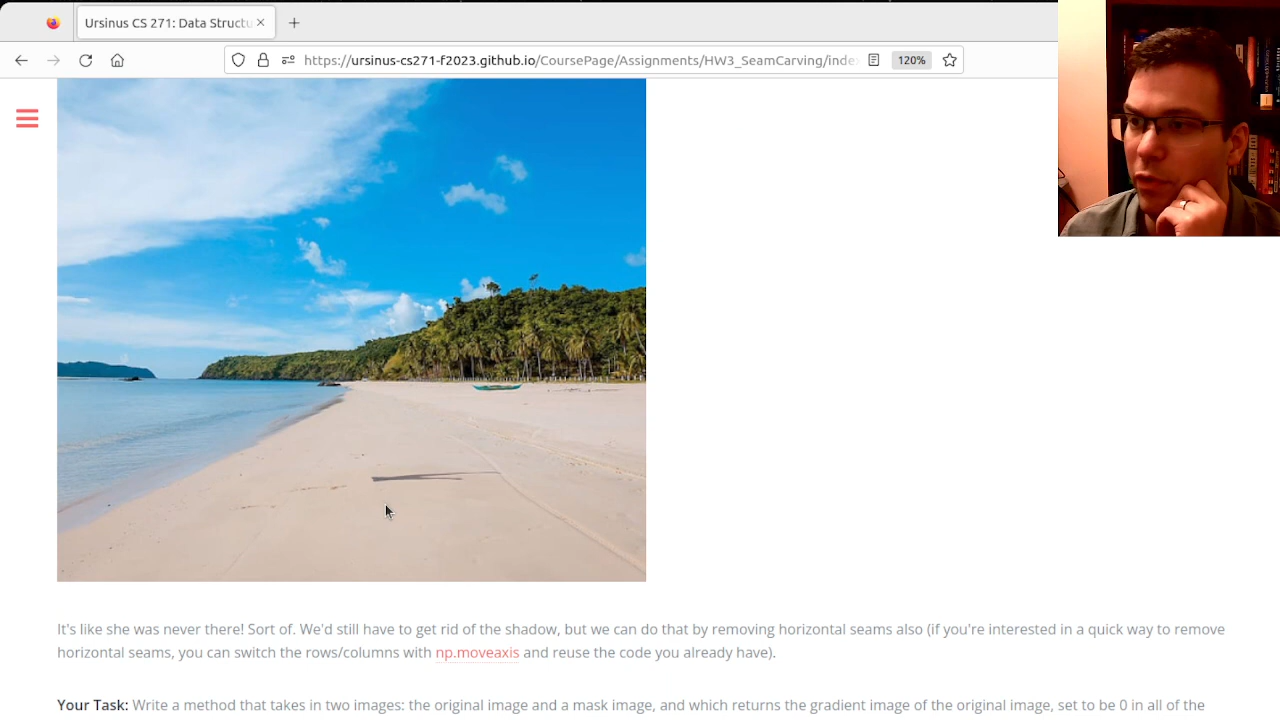 Ursinus CS 271: Data Structu
https://ursinus-cs271-f2023.github.io/CoursePage/Assignments/HW3_SeamCarving/index
120%
It's like she was never there! Sort of. We'd still have to get rid of the shadow, but we can do that by removing horizontal seams also (if you're interested in a quick way to remove
horizontal seams, you can switch the rows/columns with np.moveaxis and reuse the code you already have).
Your Task: Write a method that takes in two images: the original image and a mask image, and which returns the gradient image of the original image, set to be 0 in all of the